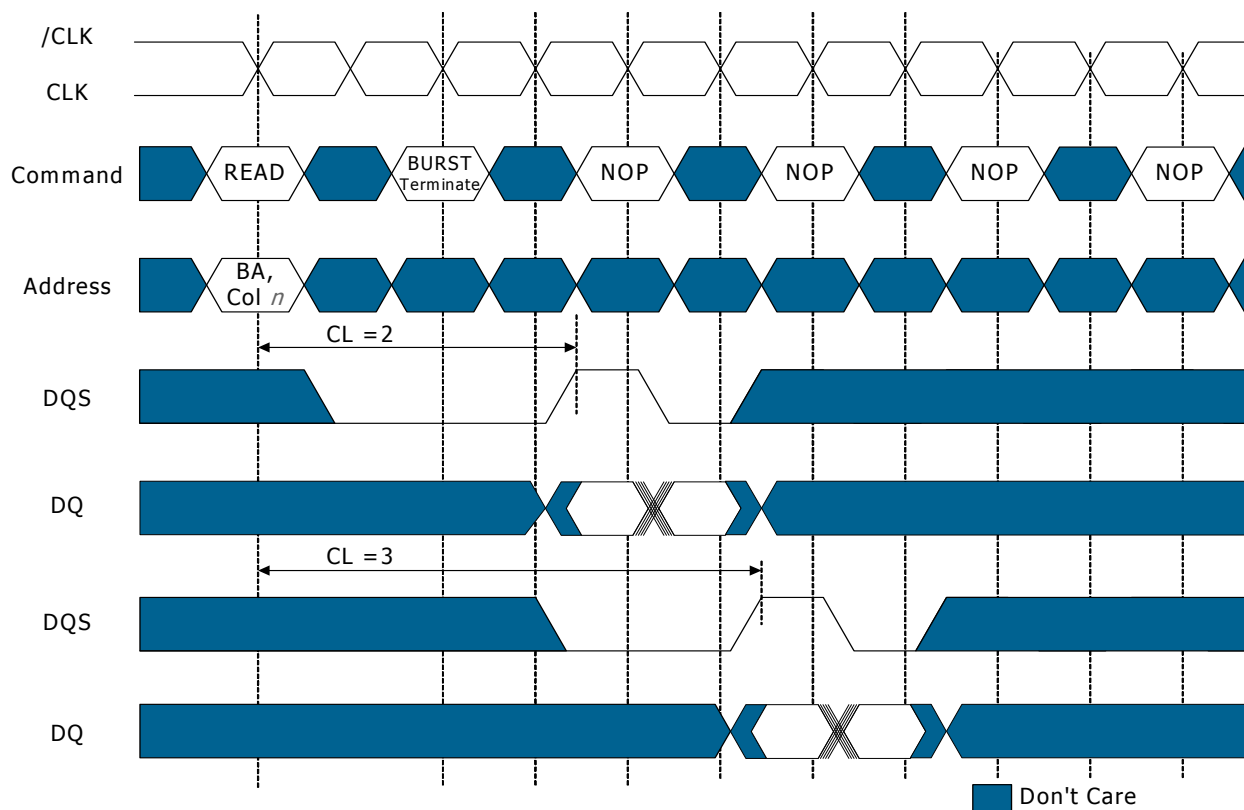 /CLK
CLK
Command
READ
BURST
Terminate
NOP
NOP
NOP
NOP
Address
BA,
Col n
CL =2
DQS
DQ
CL =3
DQS
DQ
Don't Care